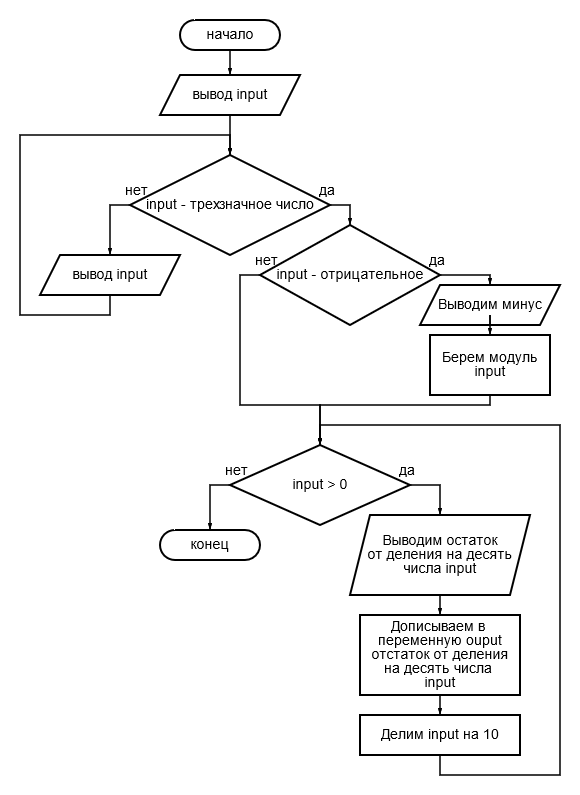 начало
вывод input
нет
да
input - трехзначное число
вывод input
нет
да
input - отрицательное
Выводим минус
Берем модуль
input
нет
да
input > 0
конец
Выводим остаток
от деления на десять
числа input
Дописываем в
переменную ouput
отстаток от деления
на десять числа
input
Делим input на 10